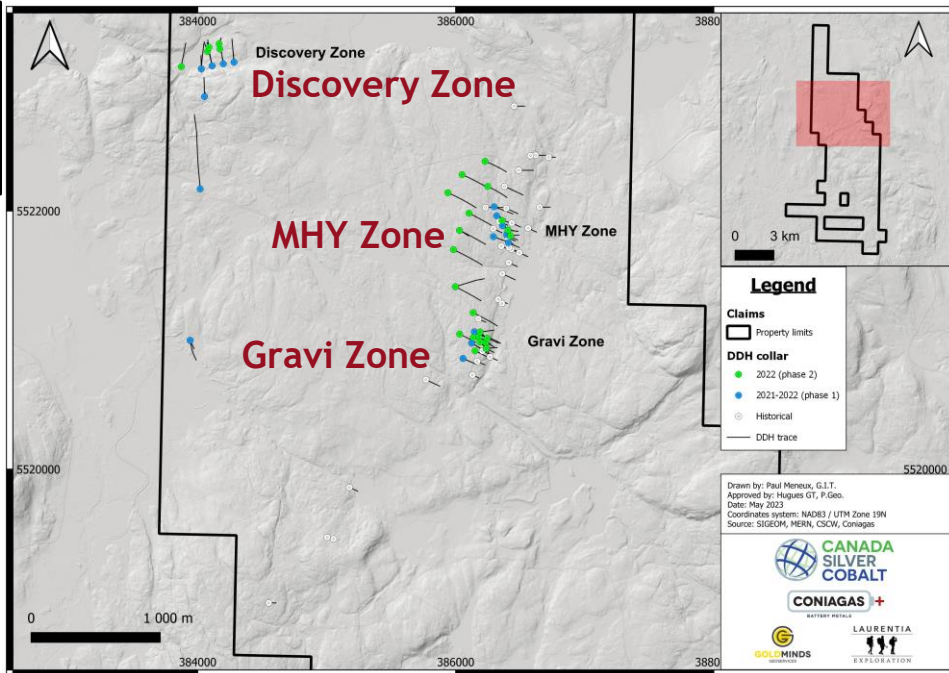 384000
386000
3880
Discovery Zone
Discovery Zone
5522000
MHY Zone
MHY Zone
Gravi Zone
Gravi Zone
5520000
5520000
0 1 000 m
384000
386000
3880
0 3 km
Legend
Claims
Property limits
DDH collar
2022 (phase 2)
2021-2022 (phase 1)
Historical
DDH trace
Drawn by: Paul Meneux, G.I.T.
Approved by: Hugues GT, P.Geo.
Date: May 2023
Coordinates system: NAD83 / UTM Zone 19N
Source: SIGEOM, MERN, CSCW, Coniagas
CANADA
SILVER
COBALT
CONIAGAS +
BATTERY METALS
G
GOLDMINDS
GEOSERVICES
LAURENTIA
EXPLORATION